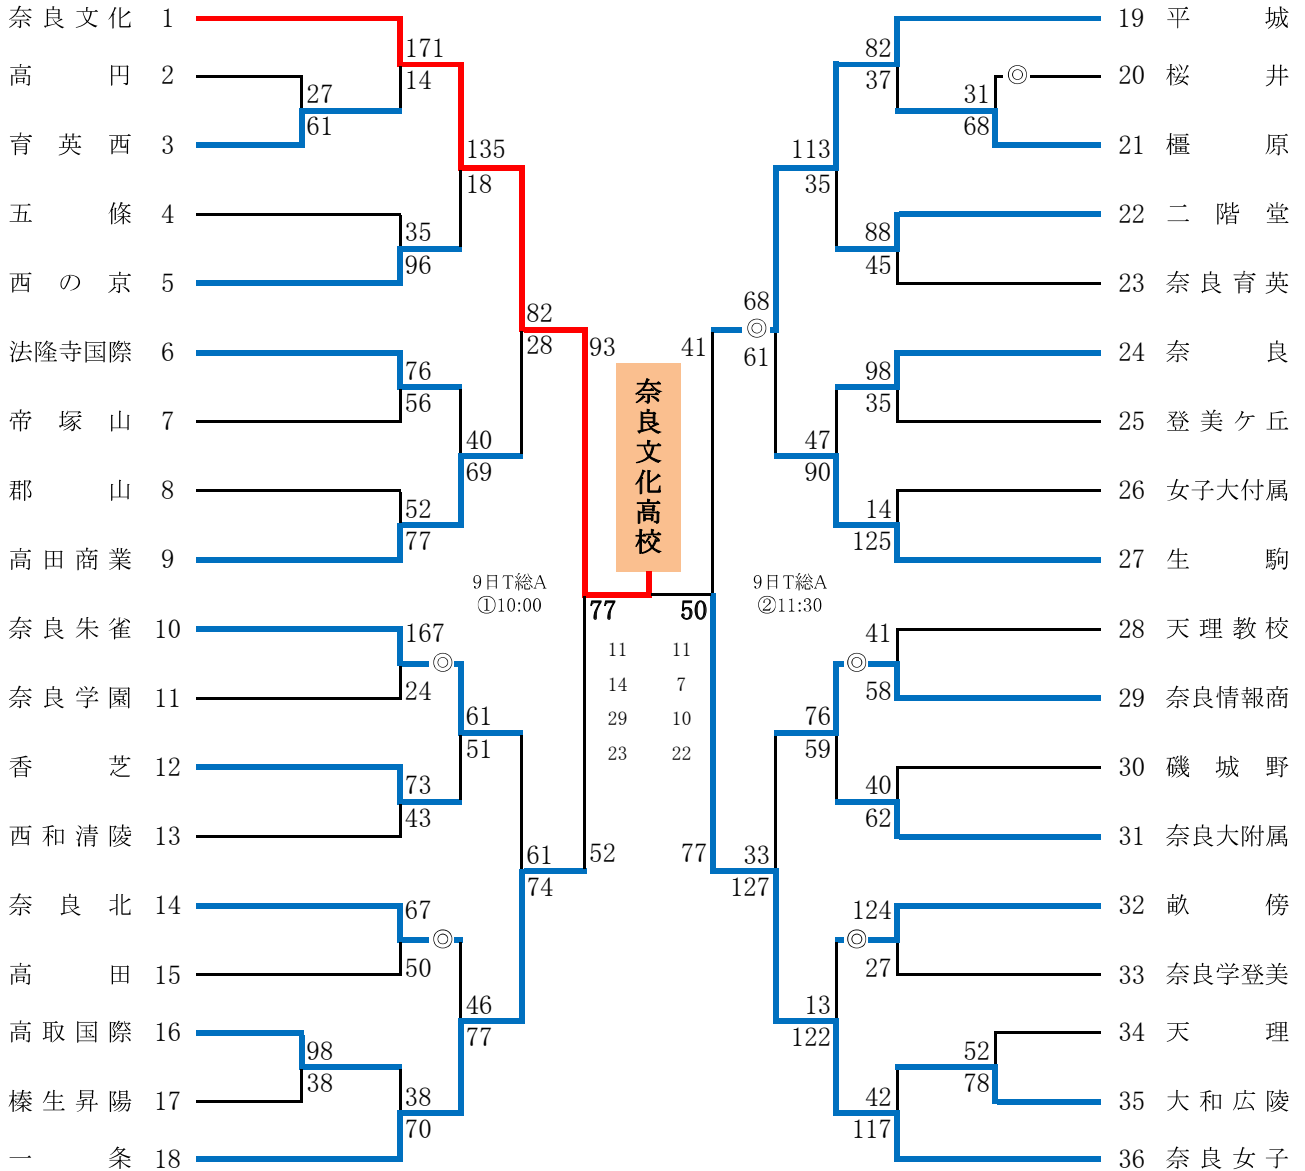 奈良文化 1
171
14
高円 2
27
61
育英西 3
135
18
五條 4
35
96
西の京 5
82
28
法隆寺国際 6
76
56
帝塚山 7
40
69
郡山 8
52
77
高田商業 9
93
9日T総A
①10:00
奈良朱雀 10
167
◎
24
奈良学園 11
61
51
香芝 12
73
43
西和清陵 13
61
74
52
奈良北 14
67
◎
50
高田 15
46
77
高取国際 16
98
38
榛生昇陽 17
38
70
一条 18
奈良文化高校
77 50
11 11
14 7
29 10
23 22
19 平城
82
37
20 桜井
◎
31
68
21 橿原
113
35
22 二階堂
88
45
23 奈良育英
68
◎
61
41
24 奈良
98
35
25 登美ケ丘
47
90
26 女子大付属
14
125
27 生駒
9日T総A
②11:30
28 天理教校
41
◎
58
29 奈良情報商
76
59
30 磯城野
40
62
31 奈良大附属
77
33
127
32 畝傍
124
◎
27
33 奈良学登美
13
122
34 天理
52
78
35 大和広陵
42
117
36 奈良女子